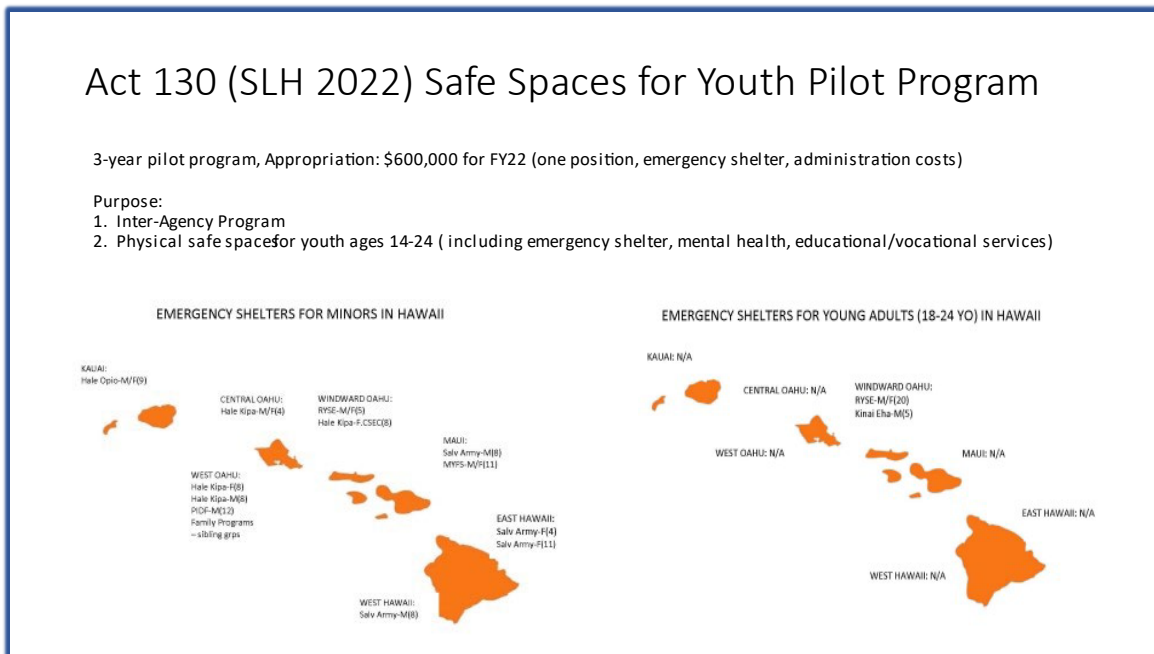 Act 130 (SLH 2022) Safe Spaces for Youth Pilot Program
3-year pilot program, Appropriation: $600,000 for FY22 (one position, emergency shelter, administration costs)
Purpose:
1. Inter-Agency Program
2. Physical safe spaces for youth ages 14-24 ( including emergency shelter, mental health, educational/vocational services)
EMERGENCY SHELTERS FOR MINORS IN HAWAII
KAUAI:
Hale Opio-M/F(9)
CENTRAL OAHU:
Hale Kipa-M/F(4)
WINDWARD OAHU:
RYSE-M/F(5)
Hale Kipa-F.CSEC(8)
MAUI:
Salv Army-M(8)
MYFS-M/F(11)
WEST OAHU:
Hale Kipa-F(8)
Hale Kipa-M(8)
PIDF-M(12)
Family Programs
– sibling grps
EAST HAWAII:
Salv Army-F(4)
Salv Army-F(11)
WEST HAWAII:
Salv Army-M(8)
EMERGENCY SHELTERS FOR YOUNG ADULTS (18-24 YO) IN HAWAII
KAUAI: N/A
CENTRAL OAHU: N/A
WINDWARD OAHU:
RYSE-M/F(20)
Kinai Eha-M(5)
WEST OAHU: N/A
MAUI: N/A
EAST HAWAII: N/A
WEST HAWAII: N/A